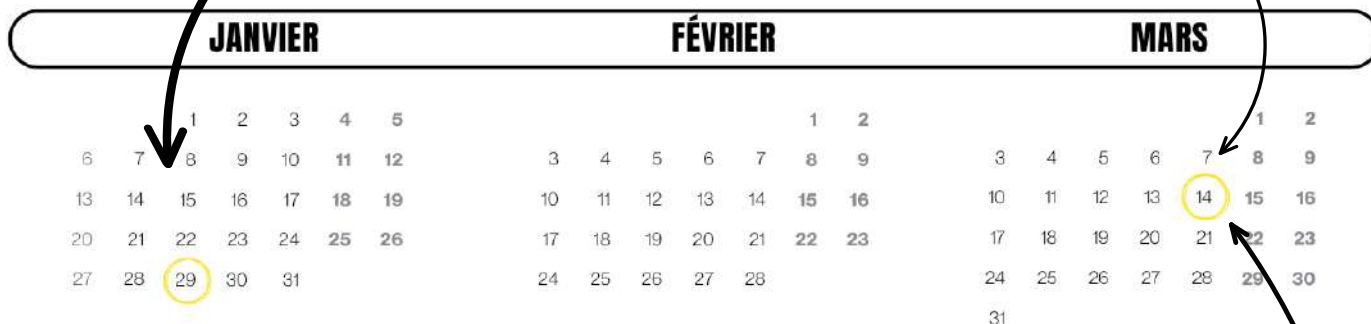 JANVIER FÉVRIER MARS
1 2 3 4 5 1 2 1 2
6 7 8 9 10 11 12 3 4 5 6 7 8 9 3 4 5 6 7 8 9
13 14 15 16 17 18 19 10 11 12 13 14 15 16 10 11 12 13 14 15 16
20 21 22 23 24 25 26 17 18 19 20 21 22 23 17 18 19 20 21 22 23
27 28 29 30 31 24 25 26 27 28 24 25 26 27 28 29 30
31